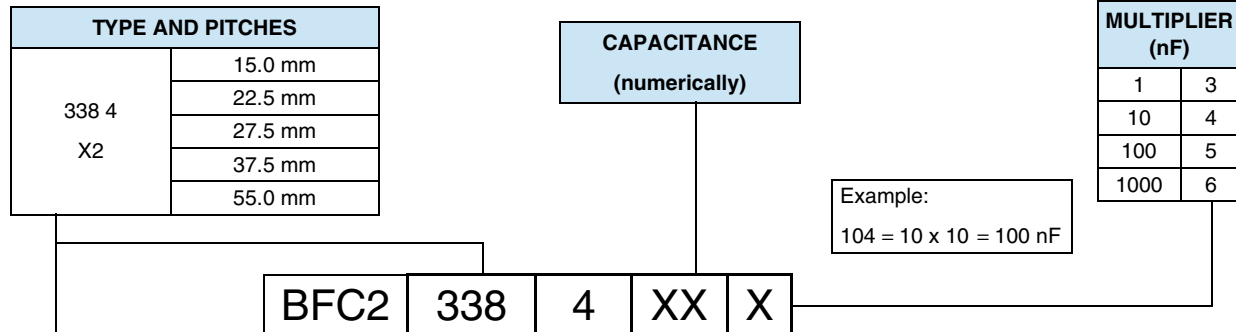 TYPE AND PITCHES
338 4
X2
15.0 mm
22.5 mm
27.5 mm
37.5 mm
55.0 mm
CAPACITANCE
(numerically)
MULTIPLIER
(nF)
1 3
10 4
100 5
1000 6
Example:
104 = 10 x 10 = 100 nF
BFC2 338 4 XX X